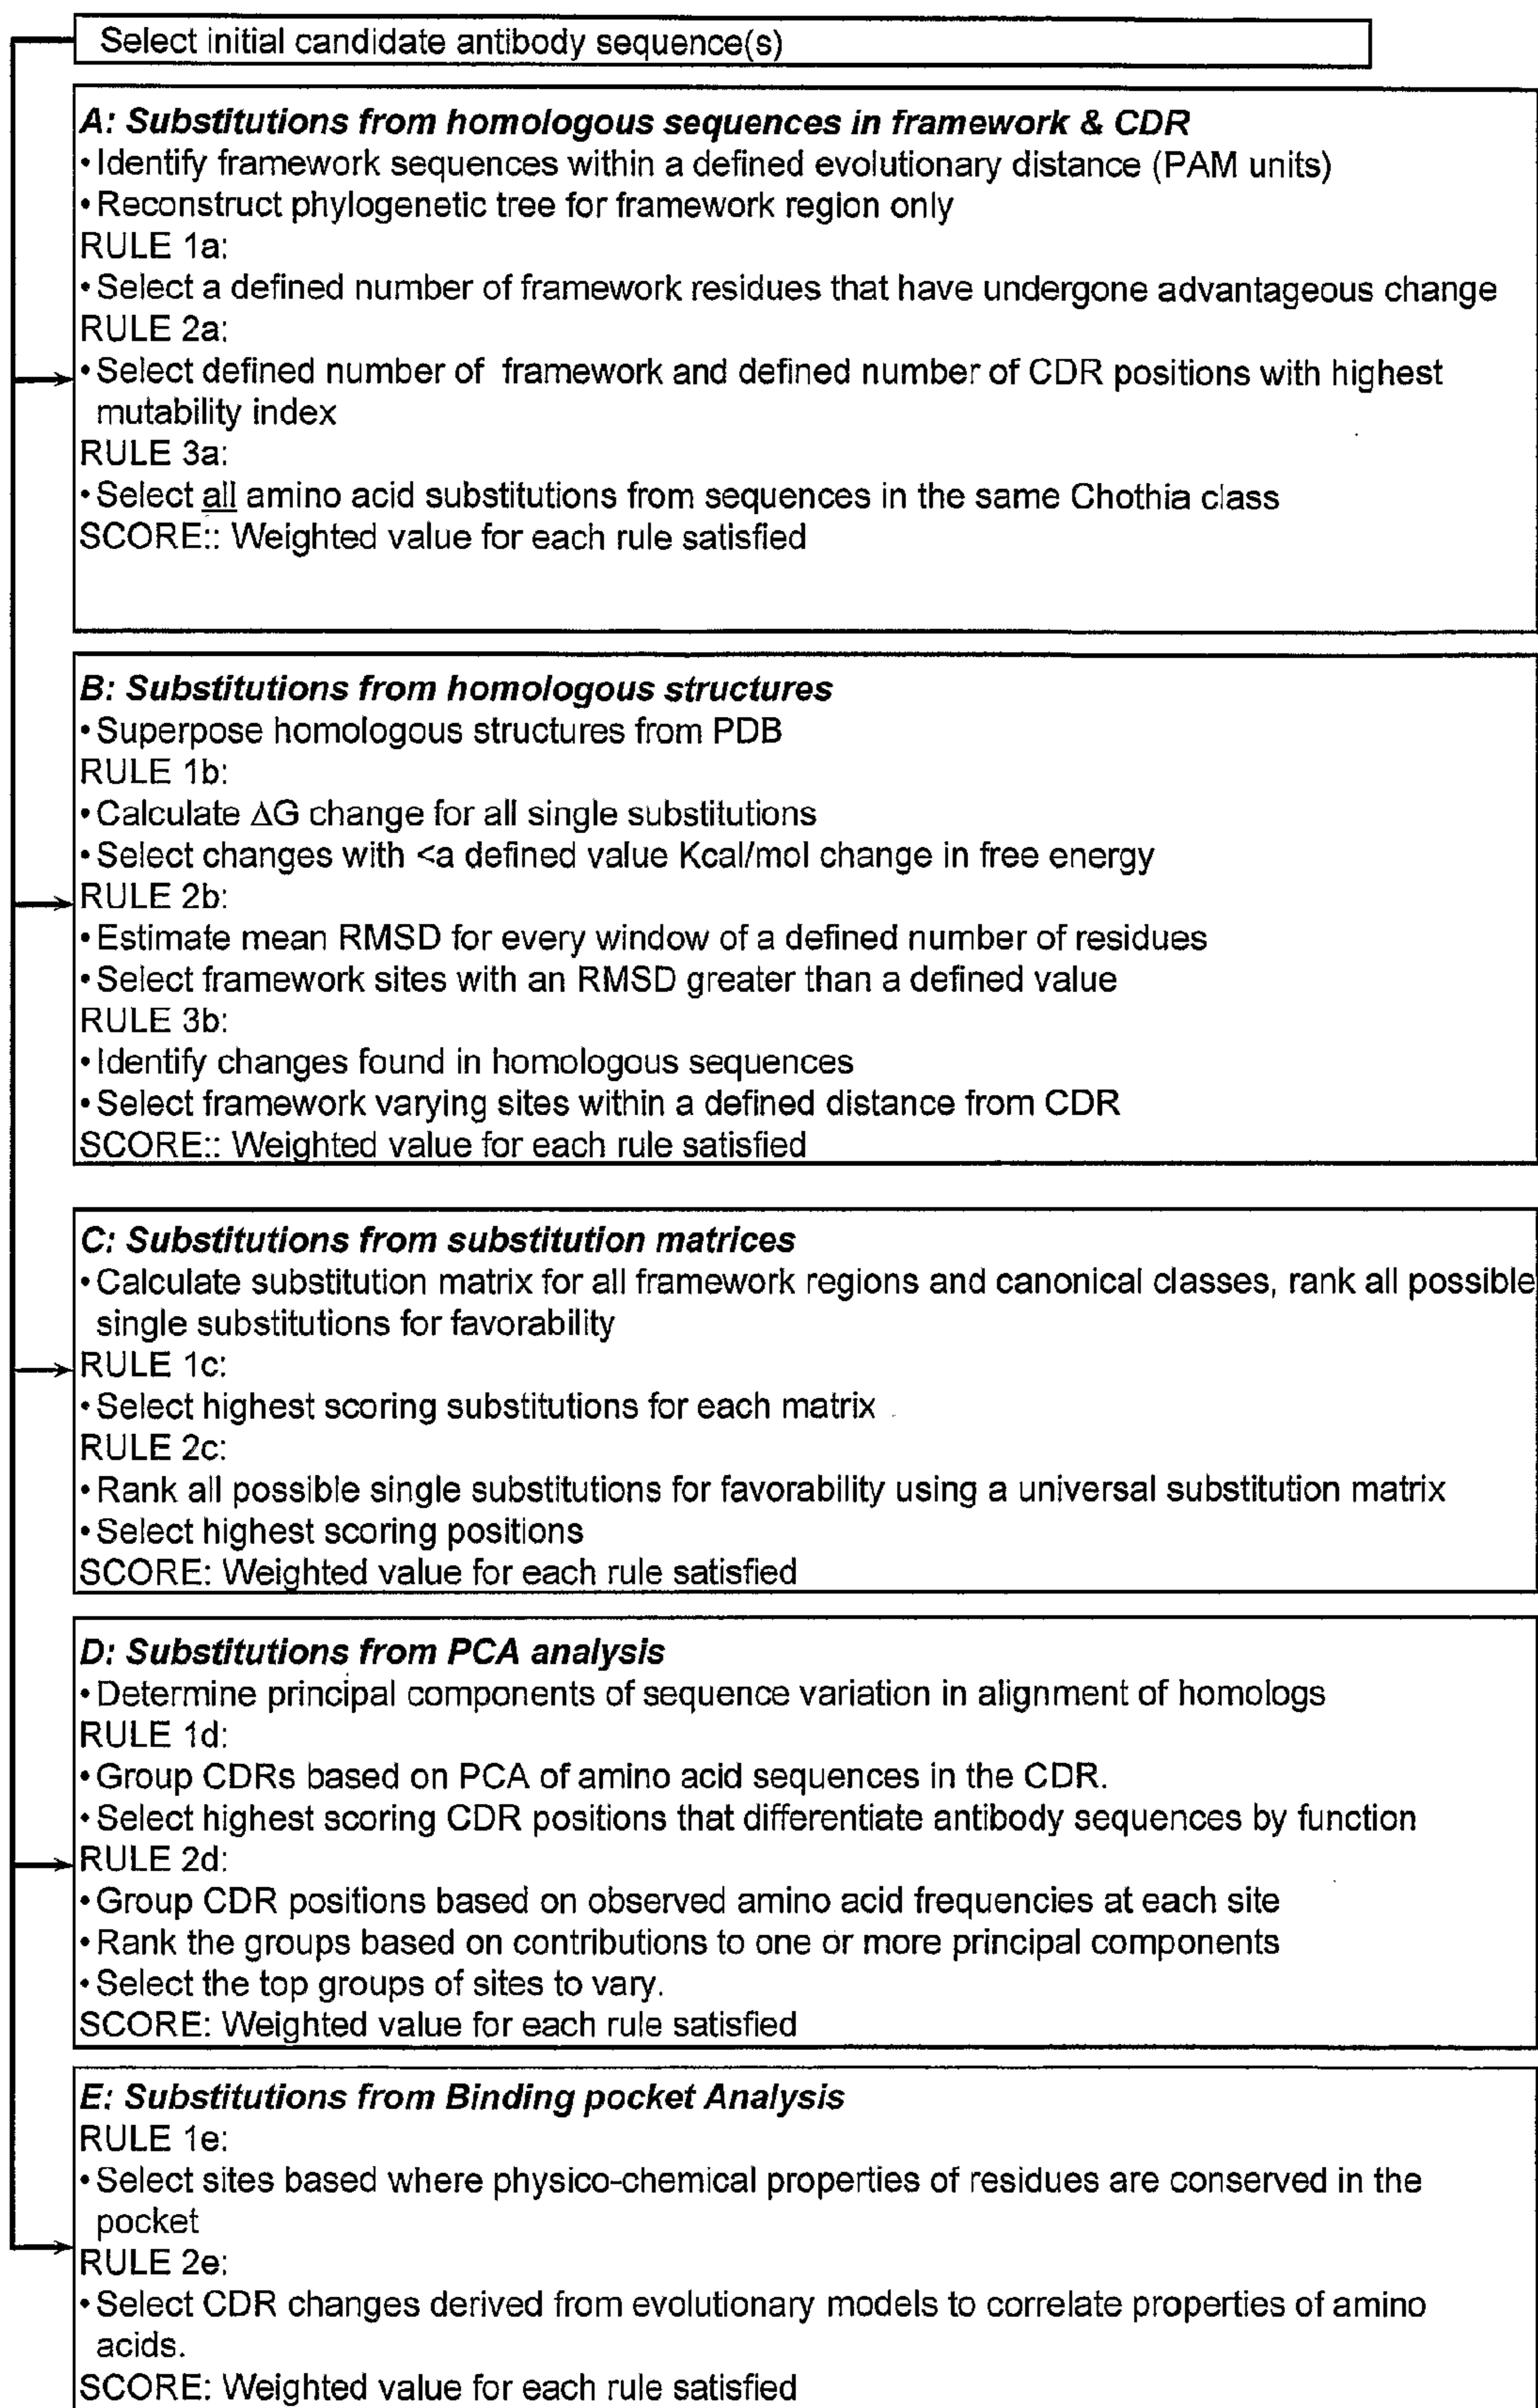 Select initial candidate antibody sequence(s)
A: Substitutions from homologous sequences in framework & CDR
• Identify framework sequences within a defined evolutionary distance (PAM units)
• Reconstruct phylogenetic tree for framework region only
RULE 1a:
• Select a defined number of framework residues that have undergone advantageous change
RULE 2a:
• Select defined number of framework and defined number of CDR positions with highest
mutability index
RULE 3a:
• Select all amino acid substitutions from sequences in the same Chothia class
SCORE:: Weighted value for each rule satisfied
B: Substitutions from homologous structures
• Superpose homologous structures from PDB
RULE 1b:
• Calculate ΔG change for all single substitutions
• Select changes with <a defined value Kcal/mol change in free energy
RULE 2b:
• Estimate mean RMSD for every window of a defined number of residues
• Select framework sites with an RMSD greater than a defined value
RULE 3b:
• Identify changes found in homologous sequences
• Select framework varying sites within a defined distance from CDR
SCORE:: Weighted value for each rule satisfied
C: Substitutions from substitution matrices
• Calculate substitution matrix for all framework regions and canonical classes, rank all possible
single substitutions for favorability
RULE 1c:
• Select highest scoring substitutions for each matrix
RULE 2c:
• Rank all possible single substitutions for favorability using a universal substitution matrix
• Select highest scoring positions
SCORE: Weighted value for each rule satisfied
D: Substitutions from PCA analysis
• Determine principal components of sequence variation in alignment of homologs
RULE 1d:
• Group CDRs based on PCA of amino acid sequences in the CDR.
• Select highest scoring CDR positions that differentiate antibody sequences by function
RULE 2d:
• Group CDR positions based on observed amino acid frequencies at each site
• Rank the groups based on contributions to one or more principal components
• Select the top groups of sites to vary.
SCORE: Weighted value for each rule satisfied
E: Substitutions from Binding pocket Analysis
RULE 1e:
• Select sites based where physico-chemical properties of residues are conserved in the
pocket
RULE 2e:
• Select CDR changes derived from evolutionary models to correlate properties of amino
acids.
SCORE: Weighted value for each rule satisfied